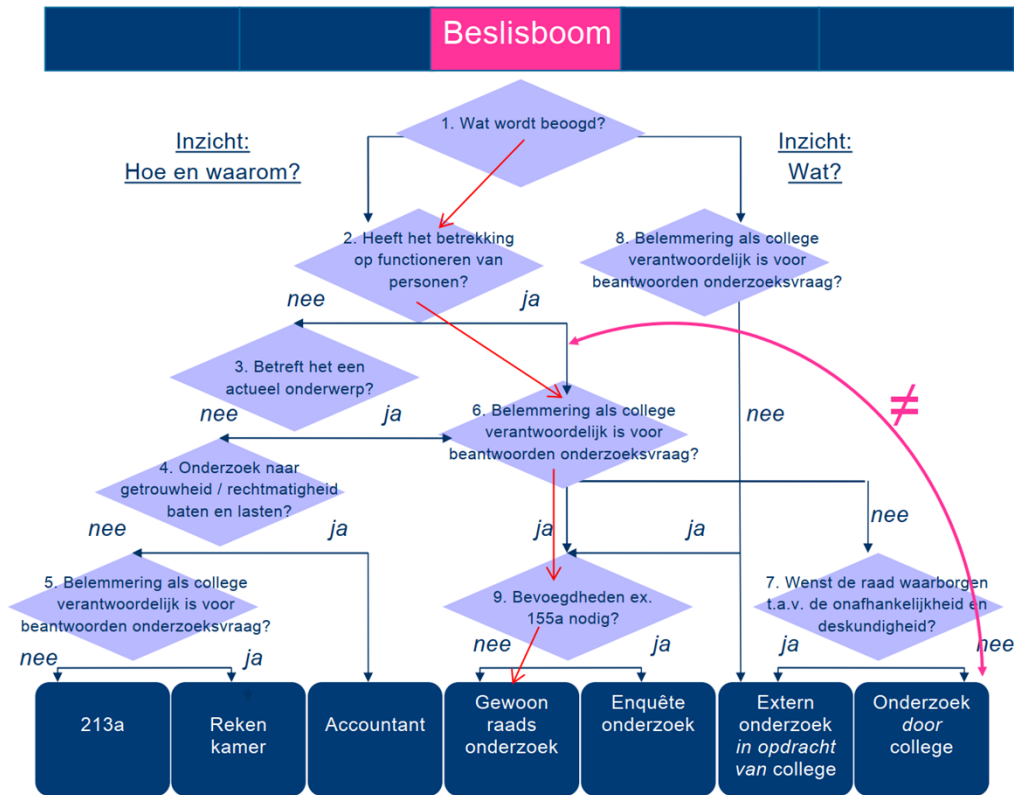 Beslisboom
1. Wat wordt beoogd?
Inzicht:
Hoe en waarom?
Inzicht:
Wat?
2. Heeft het betrekking
op functioneren van
personen?
8. Belemmering als college
verantwoordelijk is voor
beantwoorden onderzoeksvraag?
nee
ja
3. Betreft het een
actueel onderwerp?
≠
nee
ja
6. Belemmering als college
verantwoordelijk is voor
beantwoorden onderzoeksvraag?
nee
4. Onderzoek naar
getrouwheid / rechtmatigheid
baten en lasten?
nee
ja
ja
ja
nee
5. Belemmering als college
verantwoordelijk is voor
beantwoorden onderzoeksvraag?
9. Bevoegdheden ex.
155a nodig?
7. Wenst de raad waarborgen
t.a.v. de onafhankelijkheid en
deskundigheid?
nee
ja
nee
ja
ja
nee
213a
Reken
kamer
Accountant
Gewoon
raads
onderzoek
Enquête
onderzoek
Extern
onderzoek
in opdracht
van college
Onderzoek
door
college